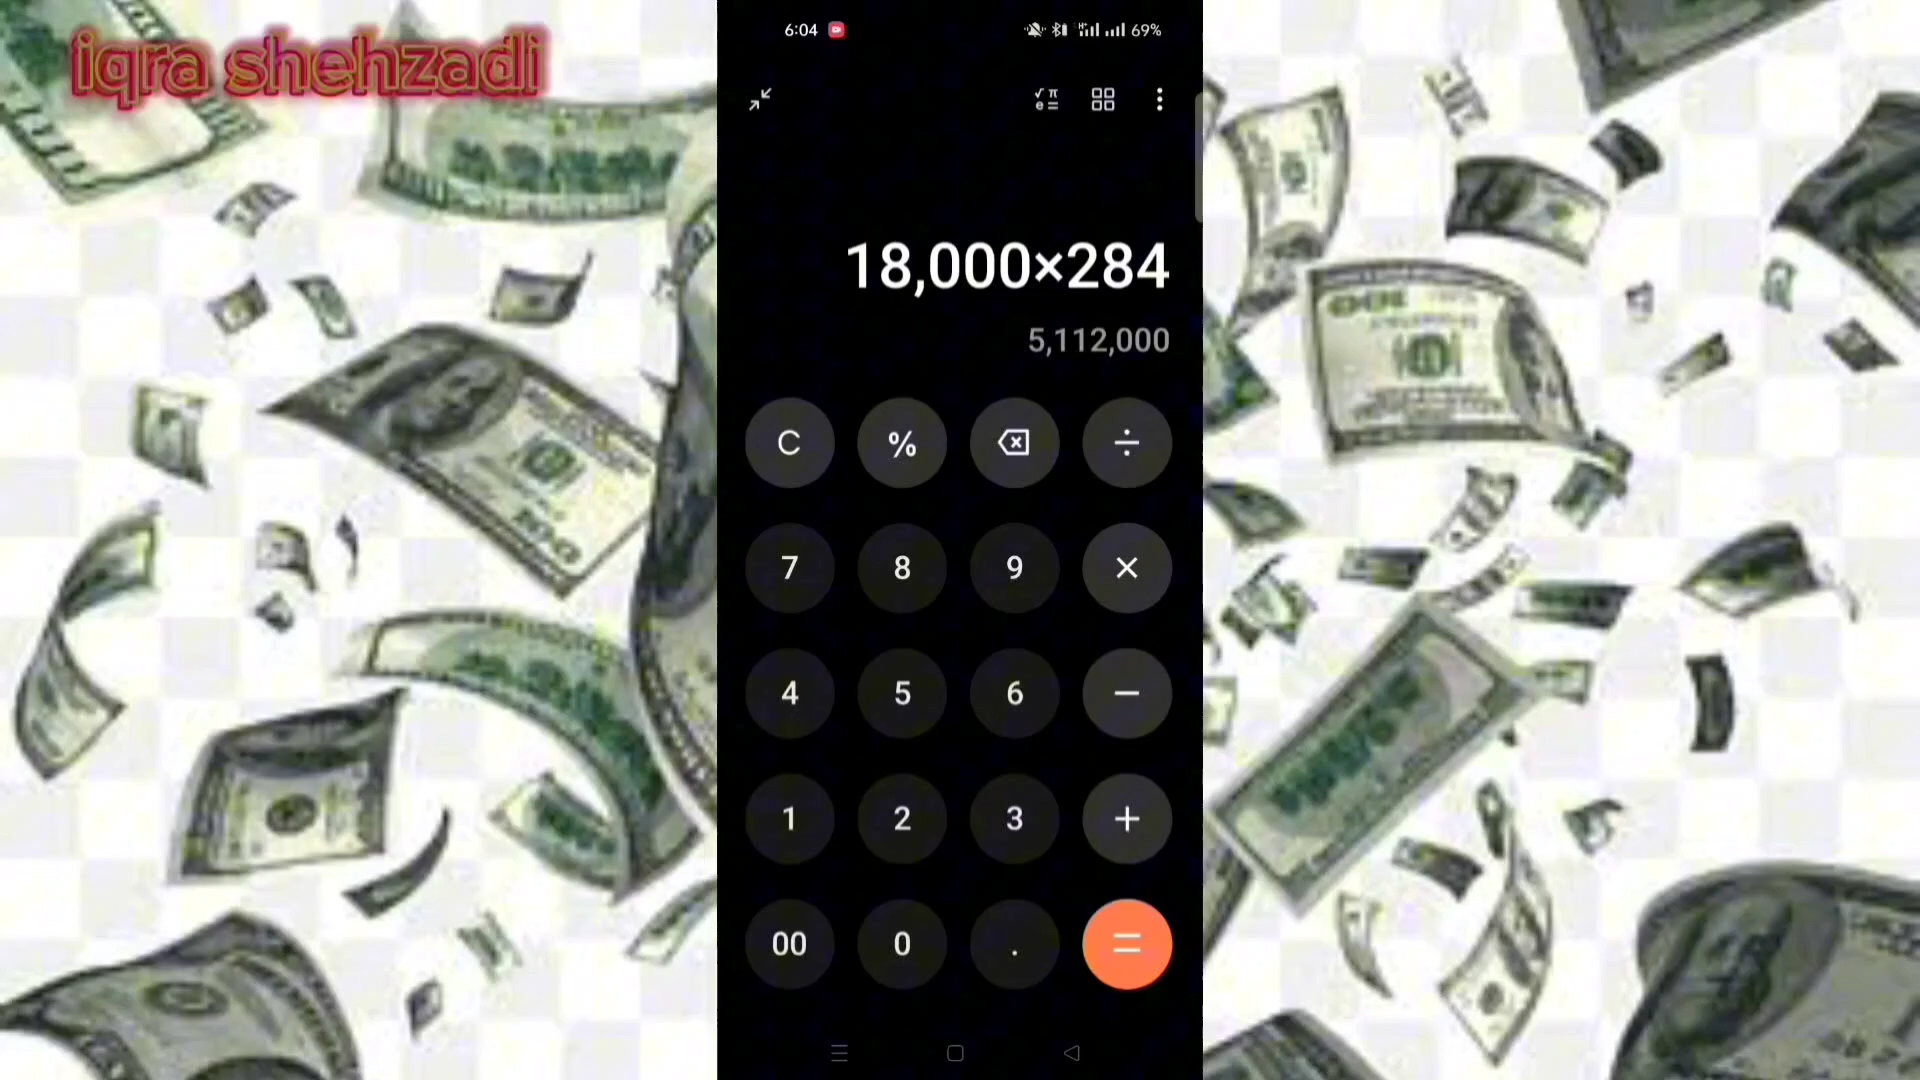 iqra shehzadi
6:04 69%
√π
e=
18,000×284
5,112,000
C % ÷
7 8 9 ×
4 5 6 −
1 2 3 +
00 0 . =